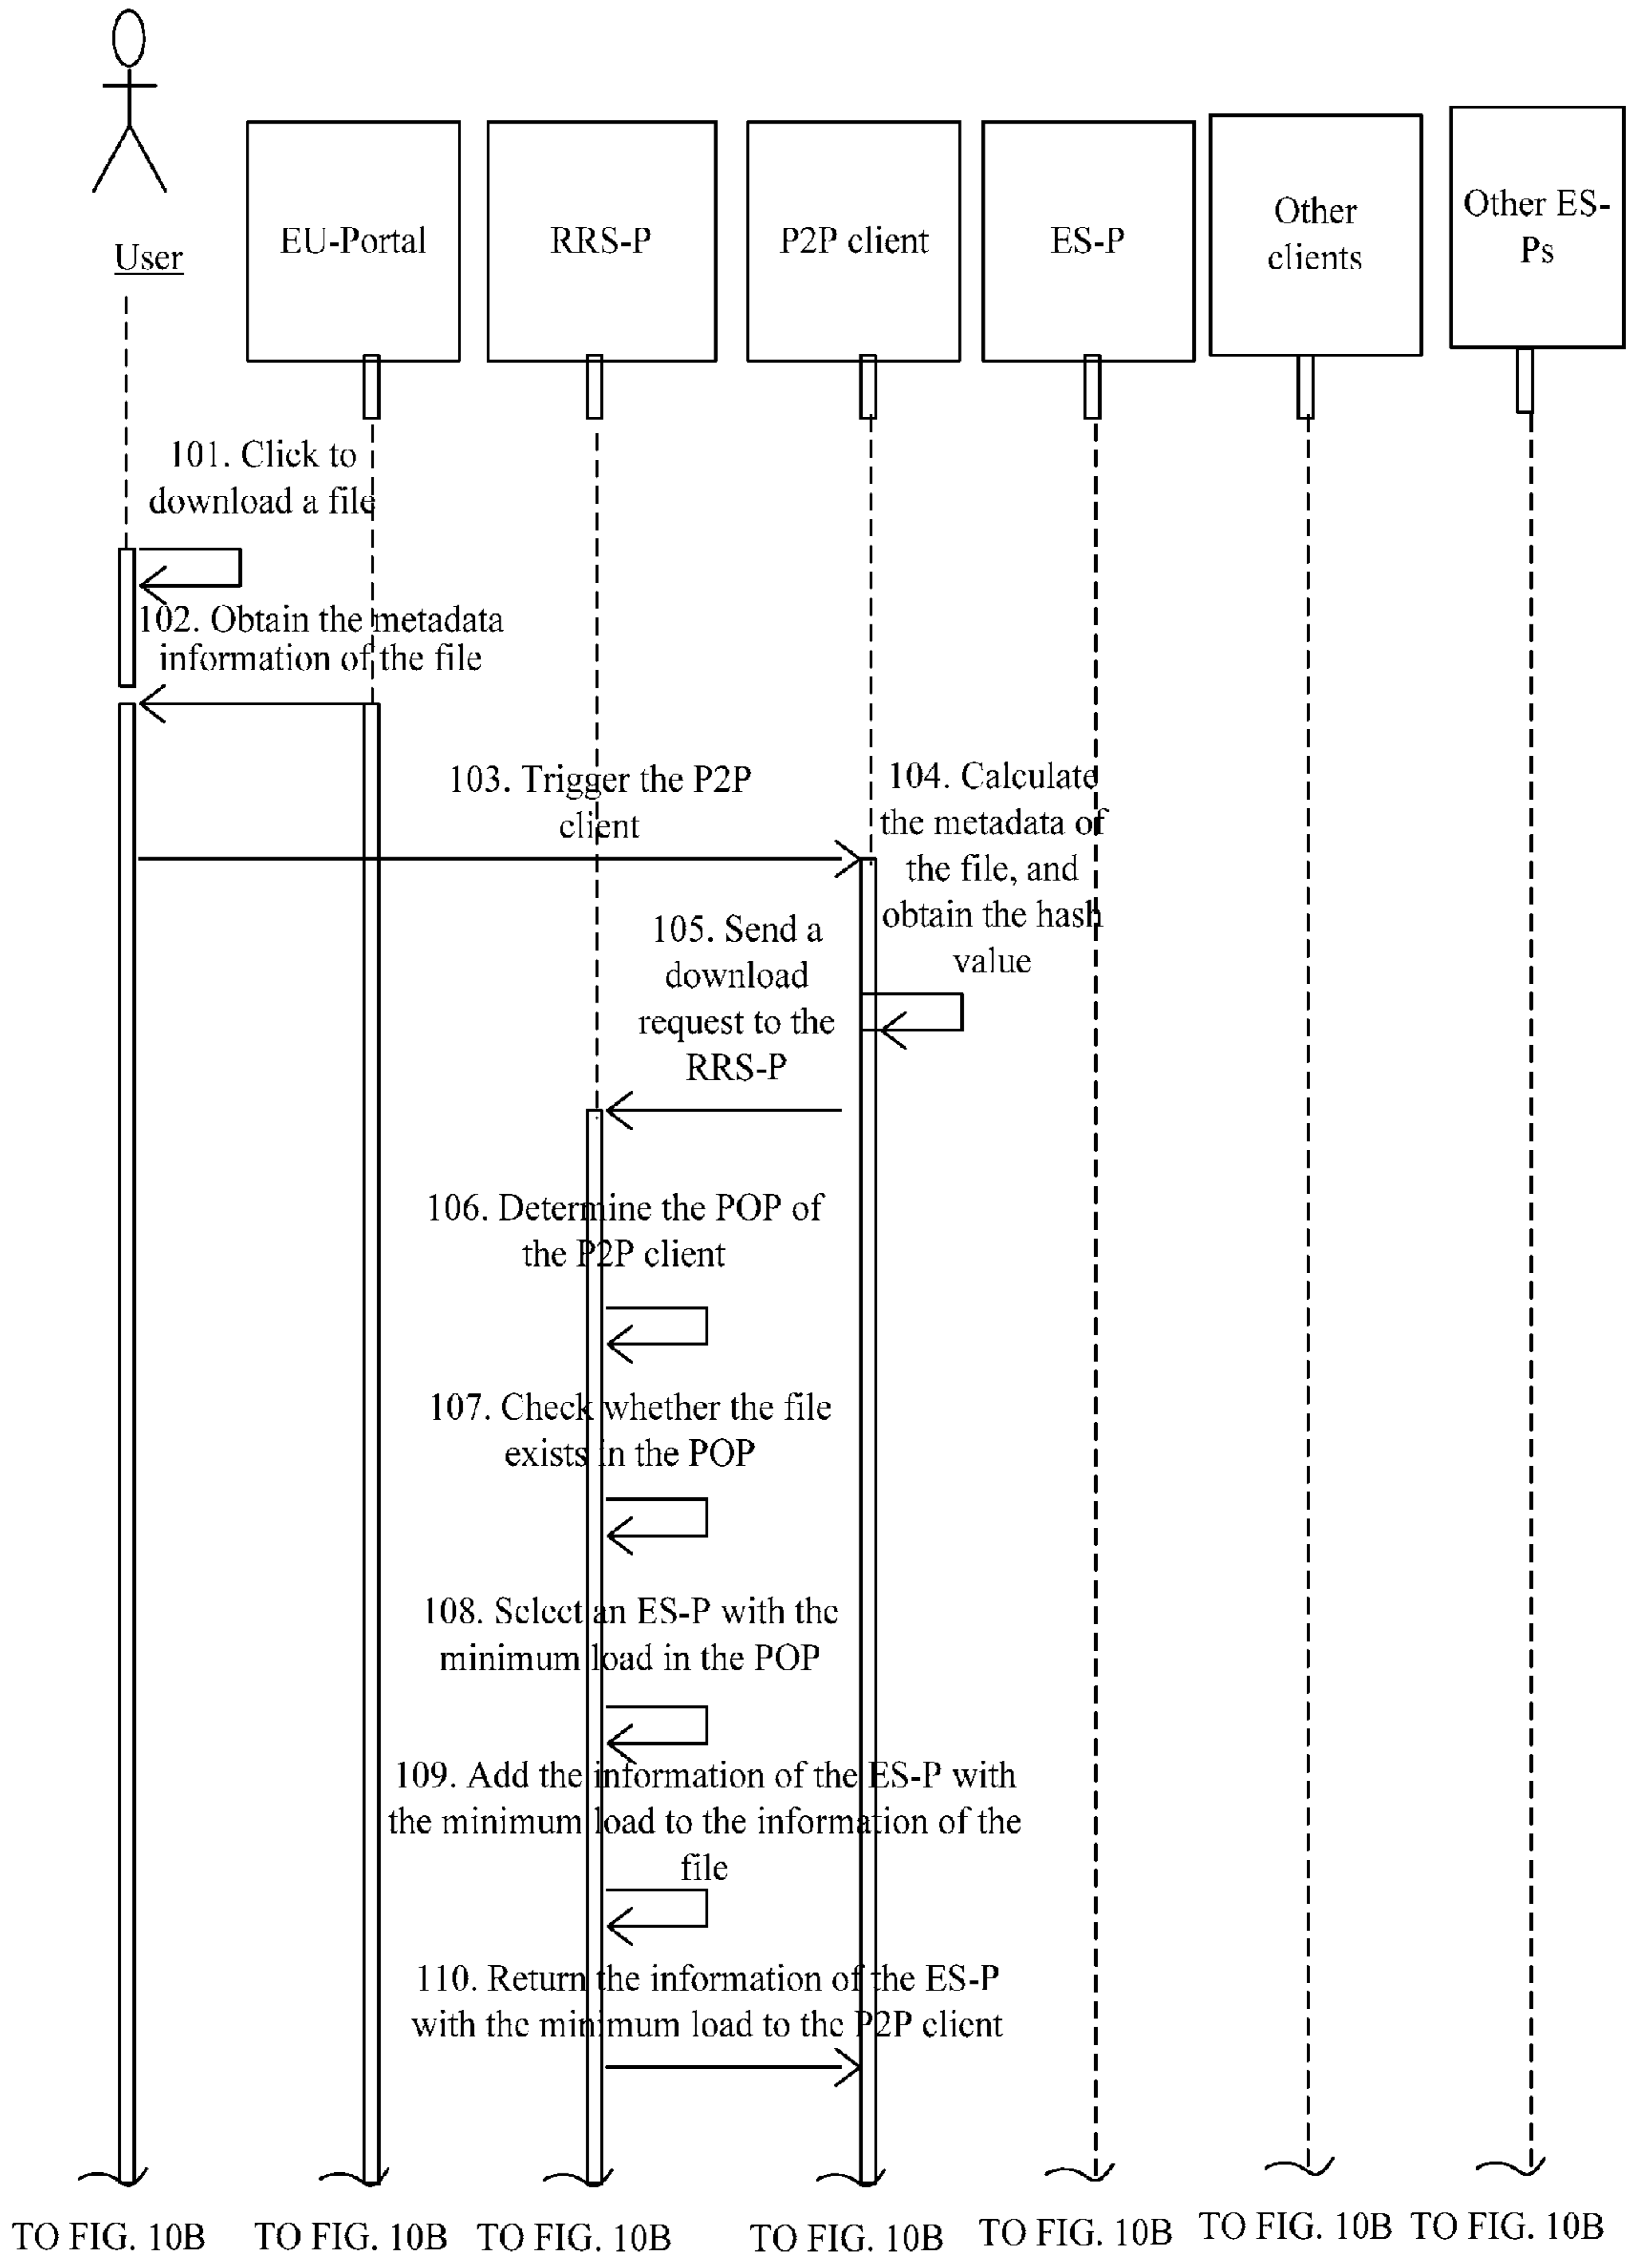 User
EU-Portal
RRS-P
P2P client
ES-P
Other
clients
Other ES-
Ps
101. Click to
download a file
102. Obtain the metadata
information of the file
103. Trigger the P2P
client
104. Calculate
the metadata of
the file, and
obtain the hash
value
105. Send a
download
request to the
RRS-P
106. Determine the POP of
the P2P client
107. Check whether the file
exists in the POP
108. Select an ES-P with the
minimum load in the POP
109. Add the information of the ES-P with
the minimum load to the information of the
file
110. Return the information of the ES-P
with the minimum load to the P2P client
TO FIG. 10B
TO FIG. 10B
TO FIG. 10B
TO FIG. 10B
TO FIG. 10B
TO FIG. 10B
TO FIG. 10B